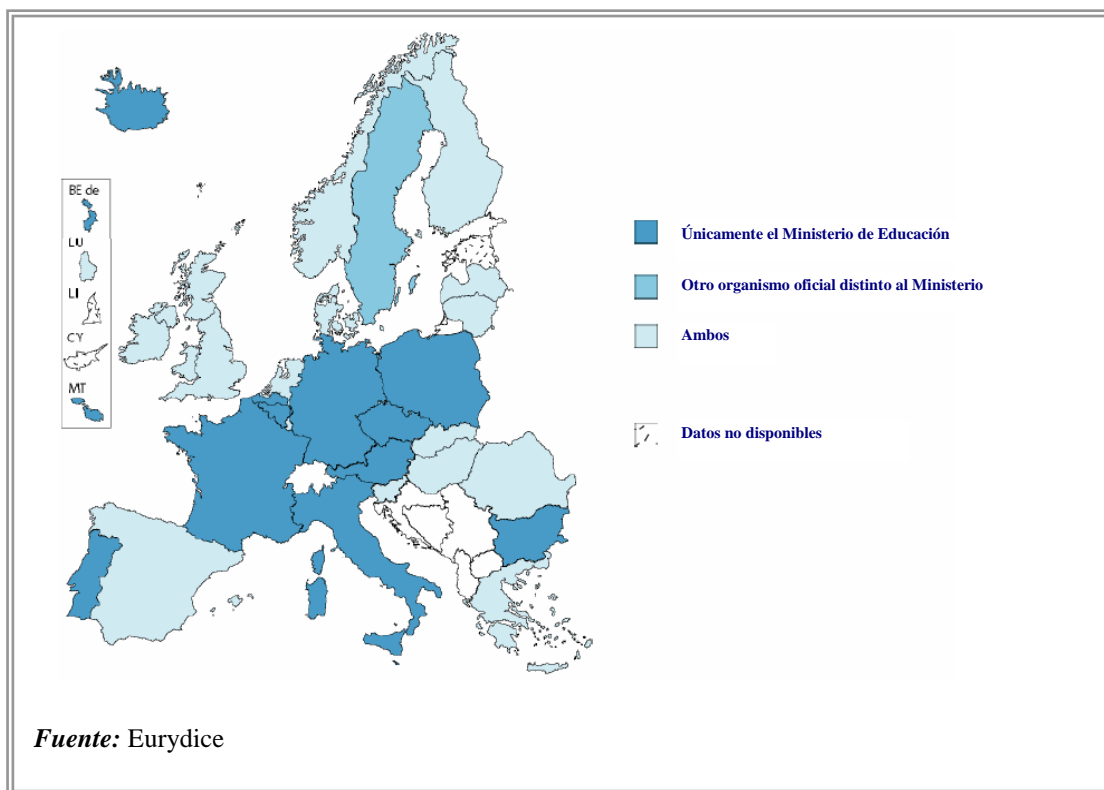 BE de
LU
LI
CY
MT
Únicamente el Ministerio de Educación
Otro organismo oficial distinto al Ministerio
Ambos
Datos no disponibles
Fuente: Eurydice